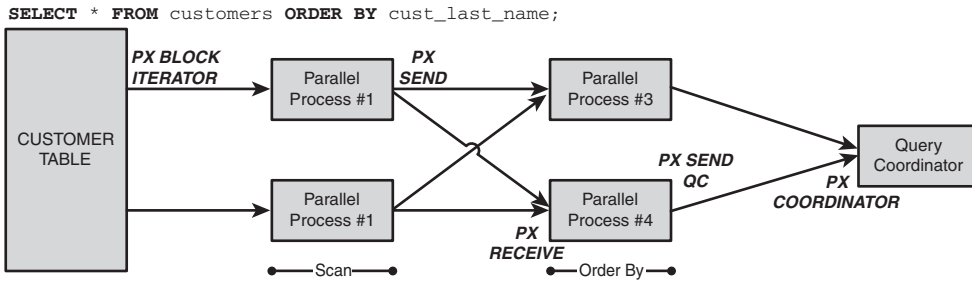 SELECT * FROM customers ORDER BY cust_last_name;
PX BLOCK
ITERATOR
PX
SEND
Parallel
Process #1
Parallel
Process #3
CUSTOMER
TABLE
Query
Coordinator
PX SEND
QC
PX
COORDINATOR
Parallel
Process #1
Parallel
Process #4
PX
RECEIVE
Scan
Order By